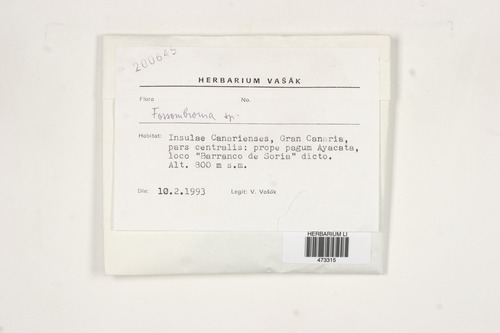 200645
HERBARIUM VAŠÁK
Flora No.
Fossombronia sp.
Habitat: Insulae Canarienses, Gran Canaria,
pars centralis: prope pagum Ayacata,
loco "Barranco de Soria" dicto.
Alt. 800 m s.m.
Die: 10.2.1993 Legit: V. Vašák
HERBARIUM LI
473315